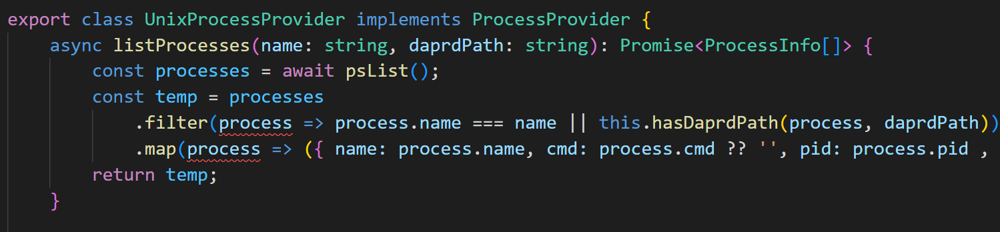 export class UnixProcessProvider implements ProcessProvider {
async listProcesses(name: string, daprdPath: string): Promise<ProcessInfo[]> {
const processes = await psList();
const temp = processes
.filter(process => process.name === name || this.hasDaprdPath(process, daprdPath))
.map(process => ({ name: process.name, cmd: process.cmd ?? '', pid: process.pid ,
return temp;
}